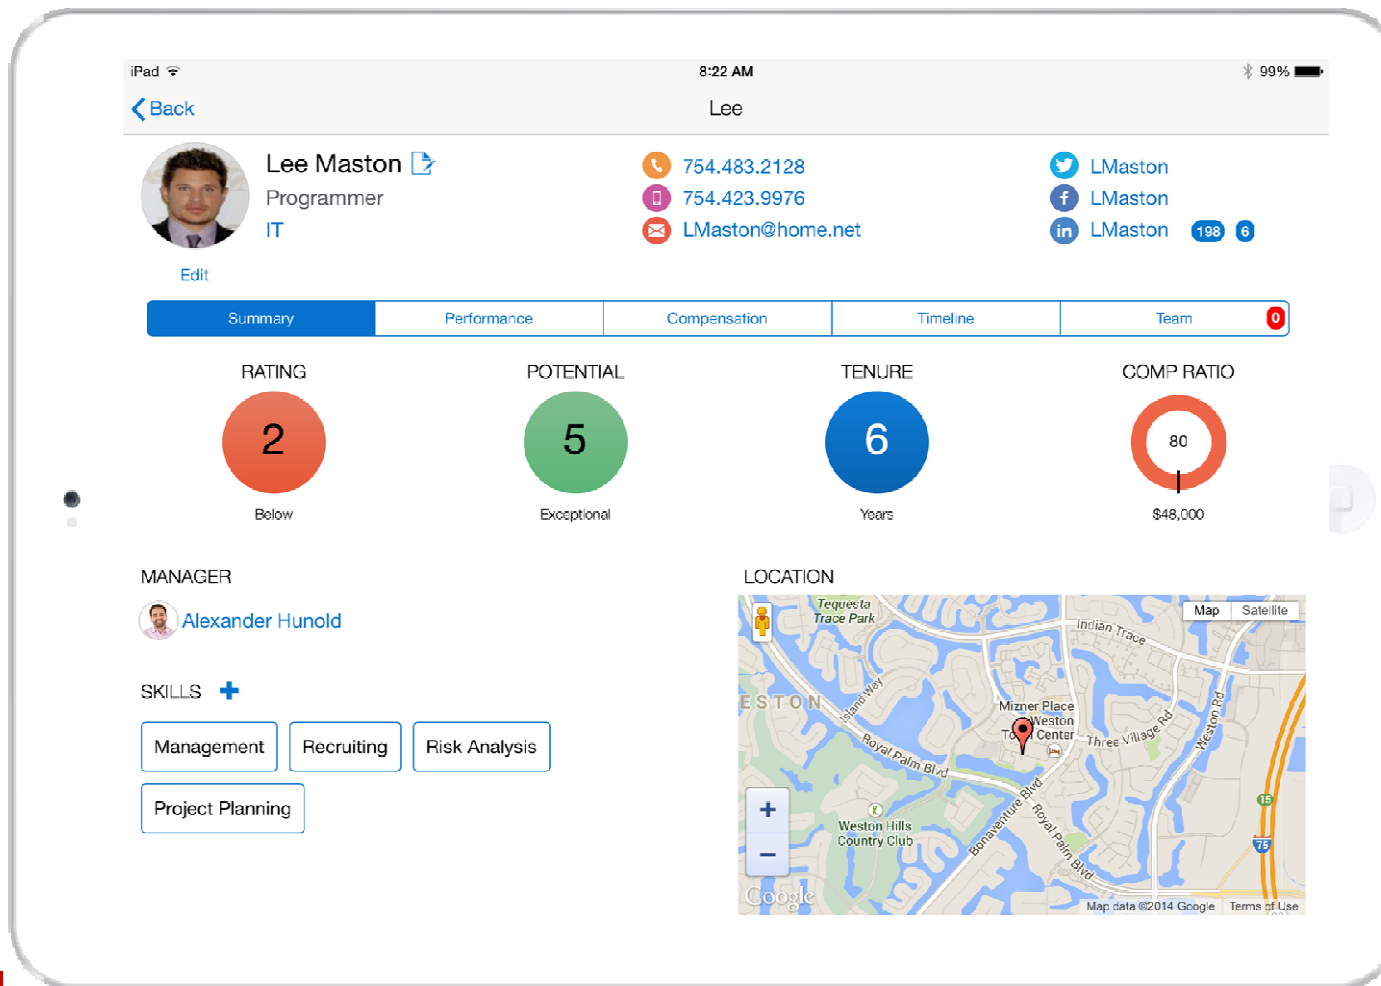 iPad 8:22 AM 99%
Back Lee
Lee Maston
Programmer
IT
Edit
754.483.2128
754.423.9976
LMaston@home.net
LMaston
LMaston
LMaston 198 6
Summary Performance Compensation Timeline Team 0
RATING POTENTIAL TENURE COMP RATIO
2 5 6 80
Below Exceptional Years $48,000
MANAGER
Alexander Hunold
SKILLS
Management Recruiting Risk Analysis
Project Planning
LOCATION
Map Satellite
Tequesta
Trace Park
Indian Trace
ESTON
Island Way
Mizner Place
Weston
Town Center
Three Village Rd
Weston Rd
Royal Palm Blvd
Bonaventure Blvd
Royal Palm Blvd
Weston Hills
Country Club
15
75
Google
Map data ©2014 Google Terms of Use